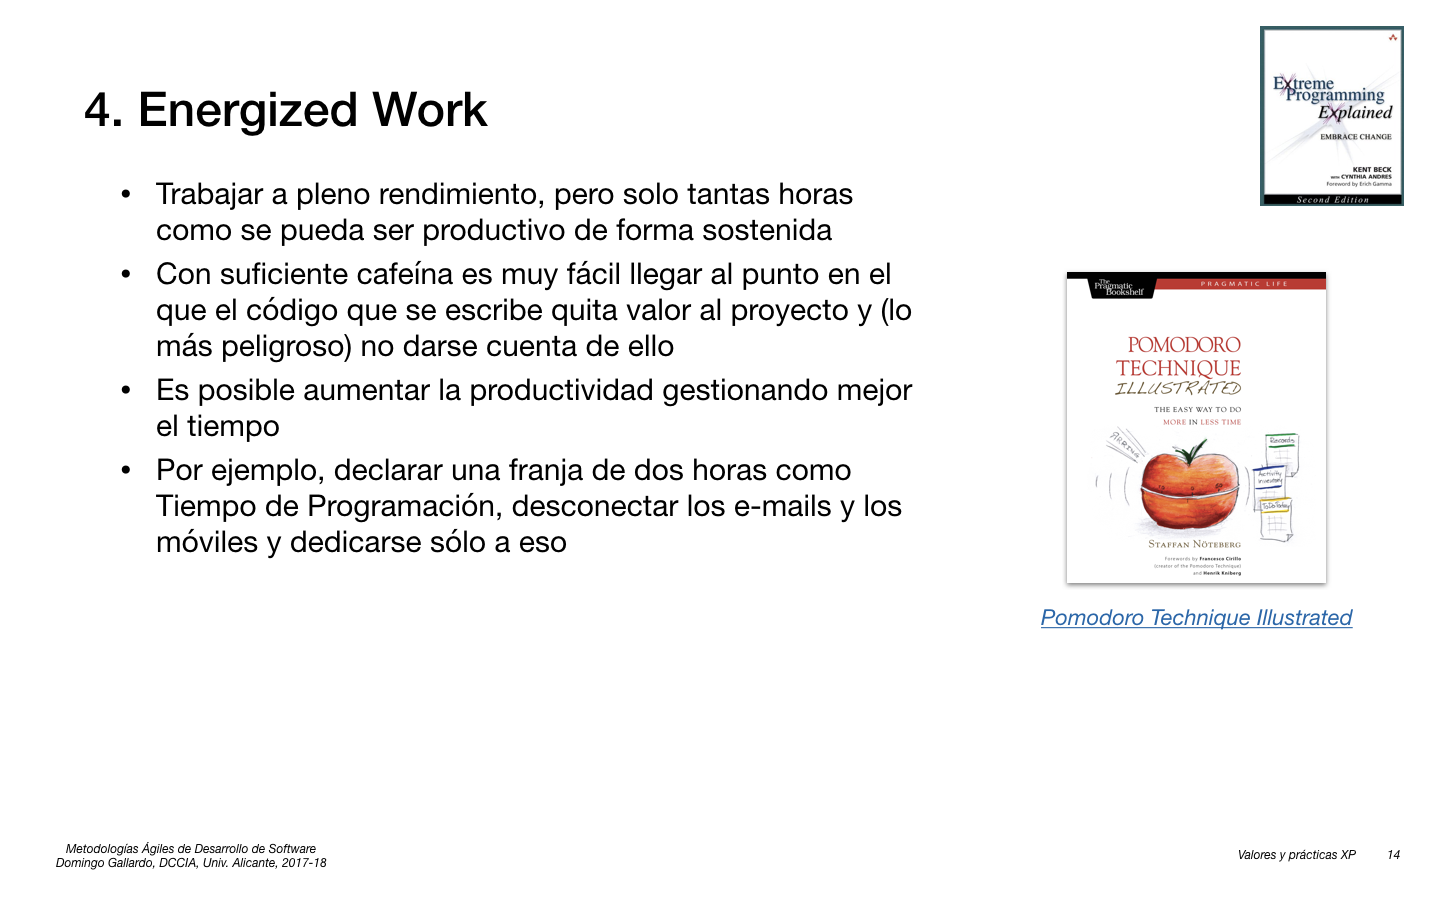 4. Energized Work
• Trabajar a pleno rendimiento, pero solo tantas horas
como se pueda ser productivo de forma sostenida
• Con suficiente cafeína es muy fácil llegar al punto en el
que el código que se escribe quita valor al proyecto y (lo
más peligroso) no darse cuenta de ello
• Es posible aumentar la productividad gestionando mejor
el tiempo
• Por ejemplo, declarar una franja de dos horas como
Tiempo de Programación, desconectar los e-mails y los
móviles y dedicarse sólo a eso
Extreme
Programming
Explained
EMBRACE CHANGE
KENT BECK
WITH CYNTHIA ANDRES
Foreword by Erich Gamma
Second Edition
The
Pragmatic
Bookshelf
PRAGMATIC LIFE
POMODORO
TECHNIQUE
ILLUSTRATED
THE EASY WAY TO DO
MORE IN LESS TIME
ARRING
Records
Activity
Inventory
ToDoToday
STAFFAN NÖTEBERG
Forewords by Francesco Cirillo
(creator of the Pomodoro Technique)
and Henrik Kniberg
Pomodoro Technique Illustrated
Metodologías Ágiles de Desarrollo de Software
Domingo Gallardo, DCCIA, Univ. Alicante, 2017-18
Valores y prácticas XP 14